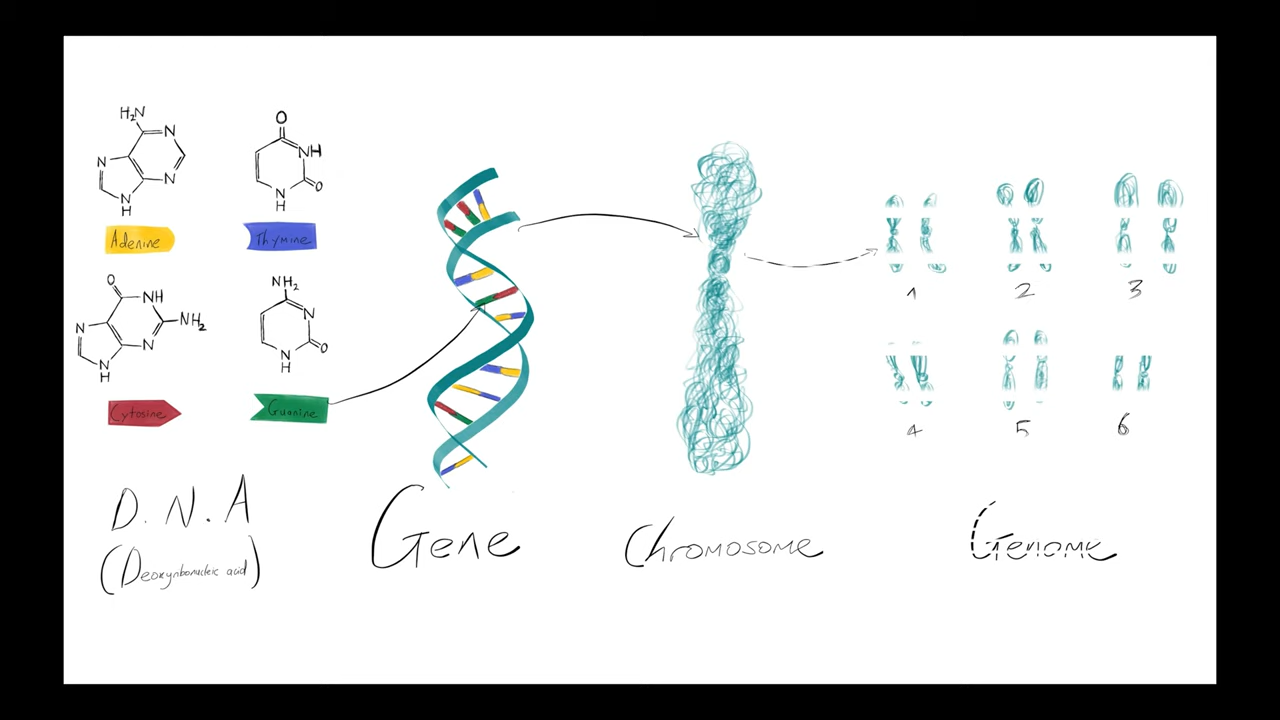 H₂N
N
N
N
N
H
O
NH
O
N
H
Adenine
Thymine
O
NH
N
NH₂
N
N
H
NH₂
N
O
N
H
Cytosine
Guanine
D.N.A
(Deoxyribonucleic acid)
Gene
Chromosome
Genome
1
2
3
4
5
6